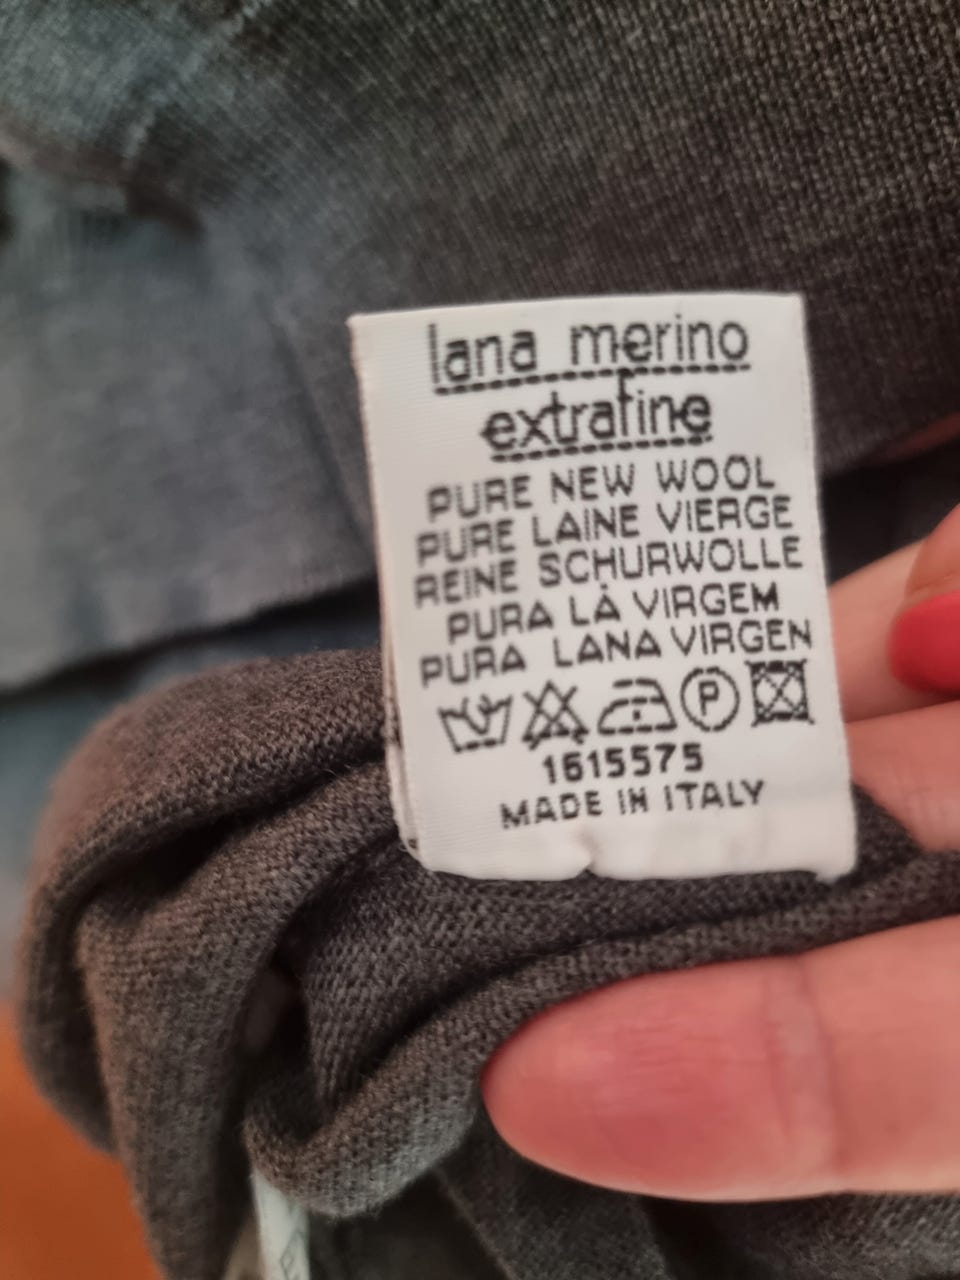 lana merino
extrafine
PURE NEW WOOL
PURE LAINE VIERGE
REINE SCHURWOLLE
PURA LÀ VIRGEM
PURA LANA VIRGEN
P
1615575
MADE IN ITALY